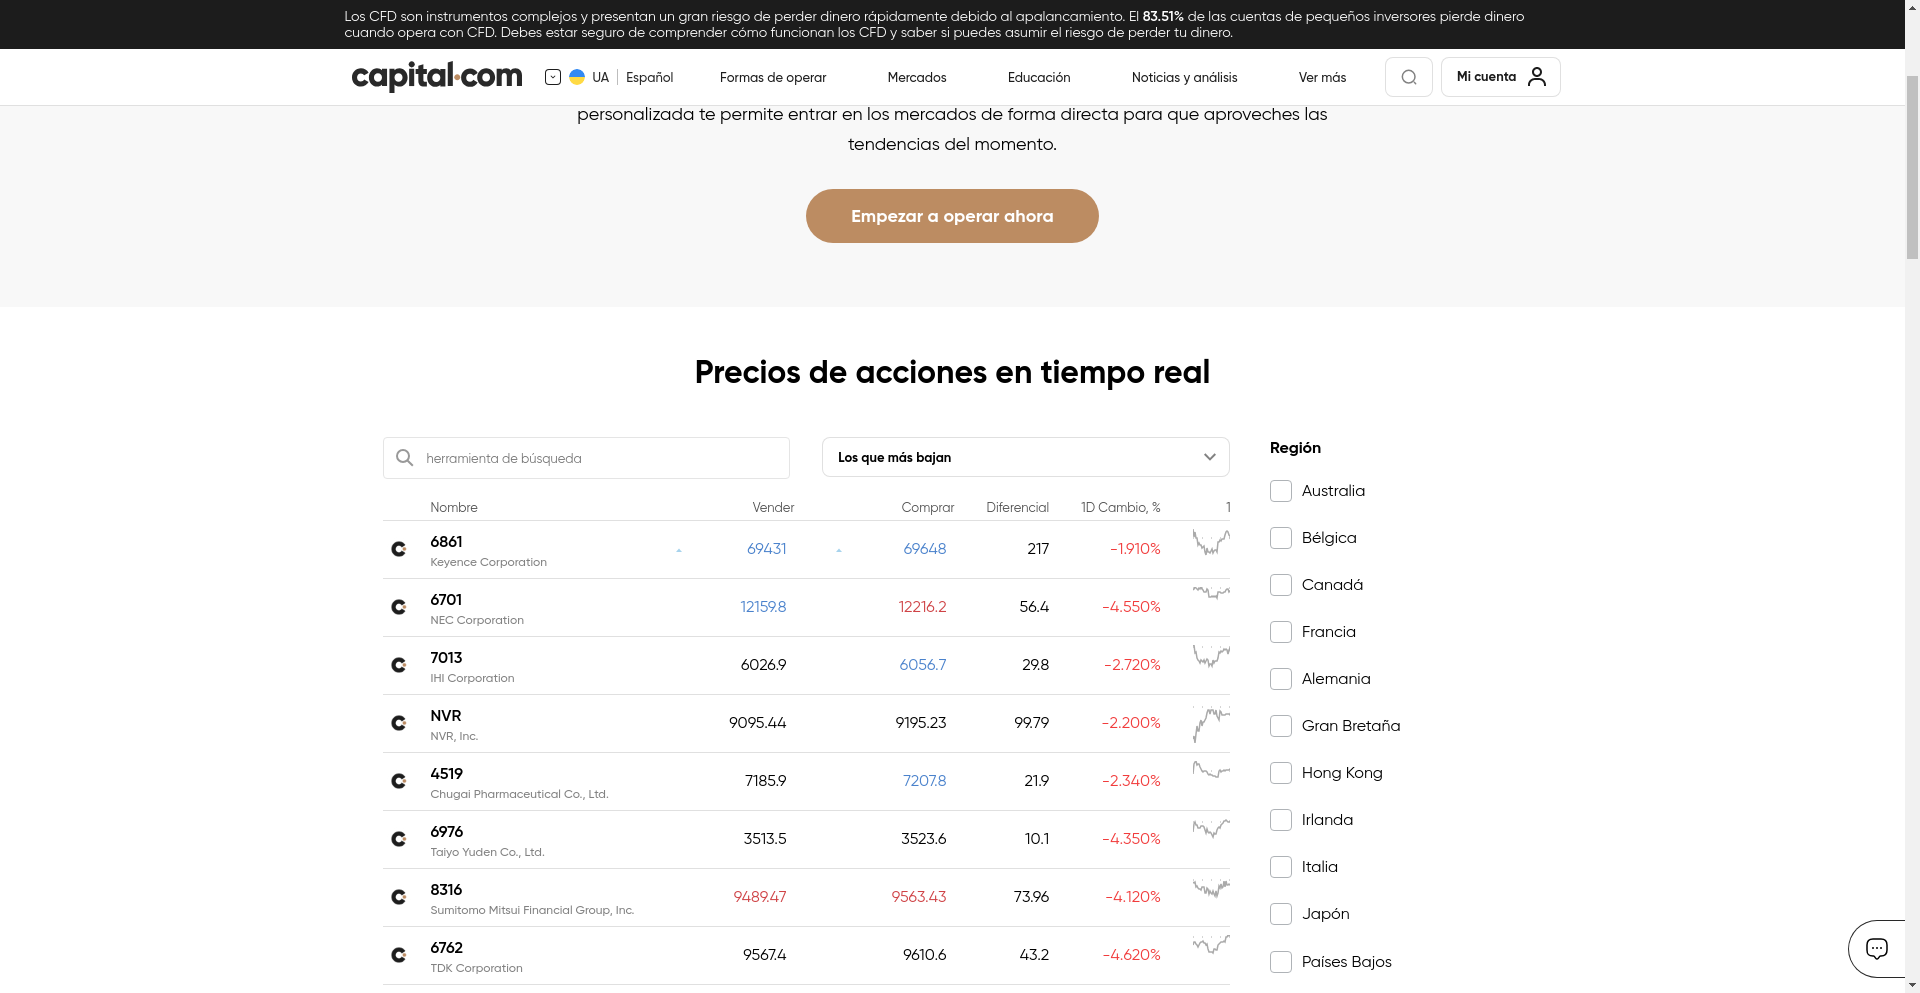 Los CFD son instrumentos complejos y presentan un gran riesgo de perder dinero rápidamente debido al apalancamiento. El 83.51% de las cuentas de pequeños inversores pierde dinero
cuando opera con CFD. Debes estar seguro de comprender cómo funcionan los CFD y saber si puedes asumir el riesgo de perder tu dinero.
capital.com UA Español Formas de operar Mercados Educación Noticias y análisis Ver más Mi cuenta
personalizada te permite entrar en los mercados de forma directa para que aproveches las
tendencias del momento.
Empezar a operar ahora
Precios de acciones en tiempo real
herramienta de búsqueda
Los que más bajan
Nombre Vender Comprar Diferencial 1D Cambio, % 1
6861 69431 69648 217 -1.910%
Keyence Corporation
6701 12159.8 12216.2 56.4 -4.550%
NEC Corporation
7013 6026.9 6056.7 29.8 -2.720%
IHI Corporation
NVR 9095.44 9195.23 99.79 -2.200%
NVR, Inc.
4519 7185.9 7207.8 21.9 -2.340%
Chugai Pharmaceutical Co., Ltd.
6976 3513.5 3523.6 10.1 -4.350%
Taiyo Yuden Co., Ltd.
8316 9489.47 9563.43 73.96 -4.120%
Sumitomo Mitsui Financial Group, Inc.
6762 9567.4 9610.6 43.2 -4.620%
TDK Corporation
Región
Australia
Bélgica
Canadá
Francia
Alemania
Gran Bretaña
Hong Kong
Irlanda
Italia
Japón
Países Bajos